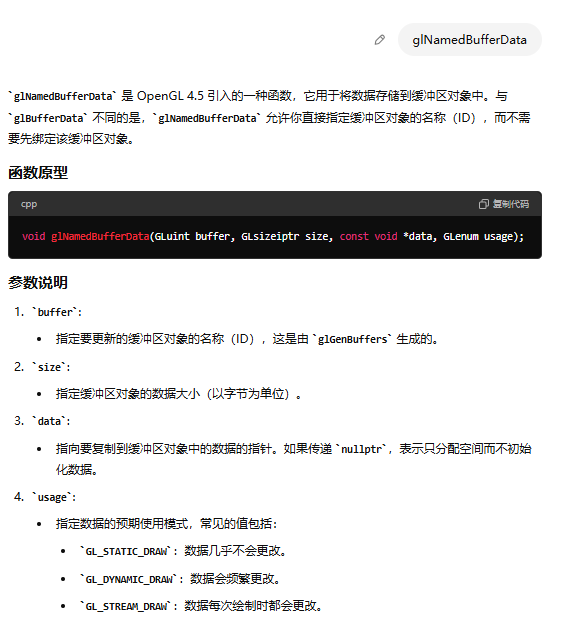 glNamedBufferData
`glNamedBufferData` 是 OpenGL 4.5 引入的一种函数，它用于将数据存储到缓冲区对象中。与
`glBufferData` 不同的是，`glNamedBufferData` 允许你直接指定缓冲区对象的名称（ID），而不需
要先绑定该缓冲区对象。
函数原型
cpp 复制代码
void glNamedBufferData(GLuint buffer, GLsizeiptr size, const void *data, GLenum usage);
参数说明
1. `buffer`:
• 指定要更新的缓冲区对象的名称（ID），这是由 `glGenBuffers` 生成的。
2. `size`:
• 指定缓冲区对象的数据大小（以字节为单位）。
3. `data`:
• 指向要复制到缓冲区对象中的数据的指针。如果传递 `nullptr`，表示只分配空间而不初始
化数据。
4. `usage`:
• 指定数据的预期使用模式，常见的值包括：
• `GL_STATIC_DRAW`：数据几乎不会更改。
• `GL_DYNAMIC_DRAW`：数据会频繁更改。
• `GL_STREAM_DRAW`：数据每次绘制时都会更改。